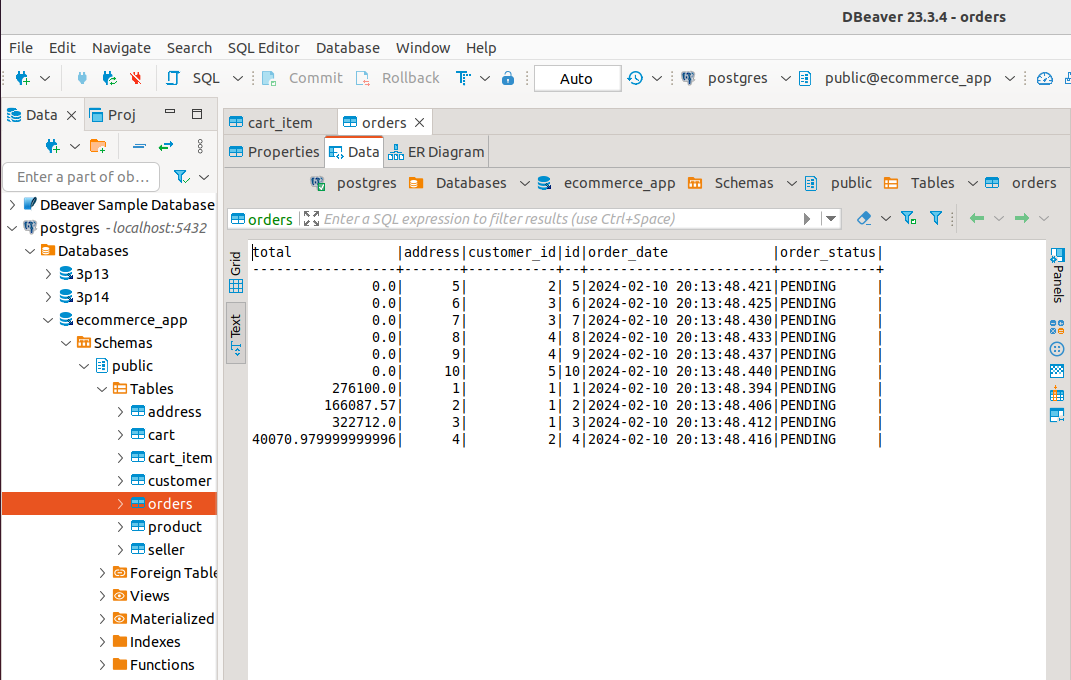 DBeaver 23.3.4 - orders
File Edit Navigate Search SQL Editor Database Window Help
SQL Commit Rollback Auto postgres public@ecommerce_app
Data Proj
cart_item orders
Properties Data ER Diagram
Enter a part of ob...
postgres Databases ecommerce_app Schemas public Tables orders
orders Enter a SQL expression to filter results (use Ctrl+Space)
DBeaver Sample Database
postgres - localhost:5432
Databases
3p13
3p14
ecommerce_app
Schemas
public
Tables
address
cart
cart_item
customer
orders
product
seller
Foreign Table
Views
Materialized
Indexes
Functions
Grid
Text
total |address|customer_id|id|order_date |order_status|
------------------+-------+-----------+--+-----------------------+------------+
0.0| 5| 2| 5|2024-02-10 20:13:48.421|PENDING |
0.0| 6| 3| 6|2024-02-10 20:13:48.425|PENDING |
0.0| 7| 3| 7|2024-02-10 20:13:48.430|PENDING |
0.0| 8| 4| 8|2024-02-10 20:13:48.433|PENDING |
0.0| 9| 4| 9|2024-02-10 20:13:48.437|PENDING |
0.0| 10| 5|10|2024-02-10 20:13:48.440|PENDING |
276100.0| 1| 1| 1|2024-02-10 20:13:48.394|PENDING |
166087.57| 2| 1| 2|2024-02-10 20:13:48.406|PENDING |
322712.0| 3| 1| 3|2024-02-10 20:13:48.412|PENDING |
40070.979999999996| 4| 2| 4|2024-02-10 20:13:48.416|PENDING |
Panels